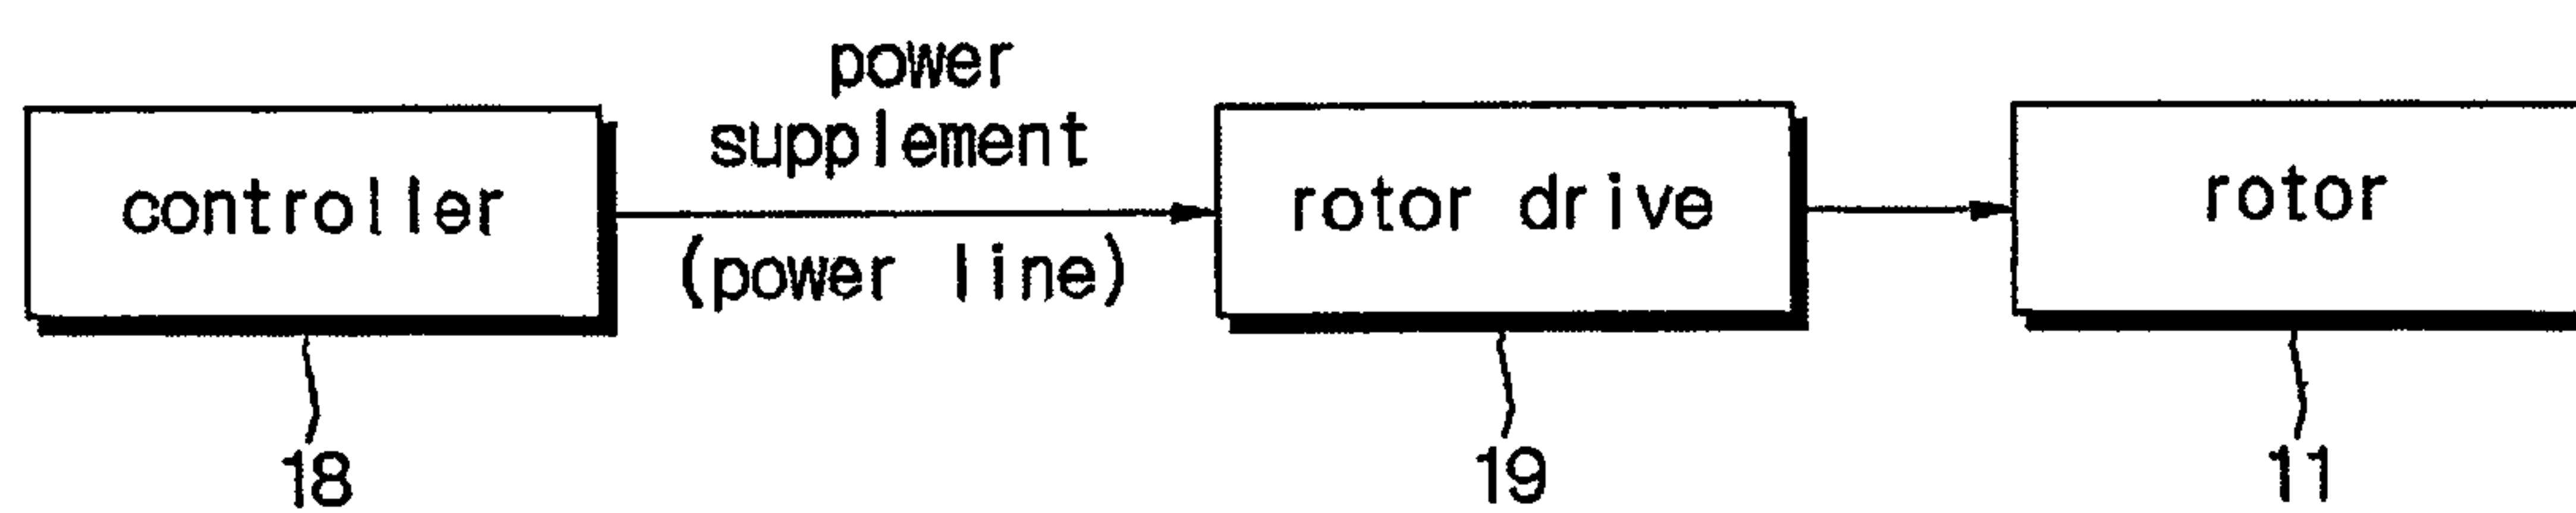 power
supplement
controller
(power line)
rotor drive
rotor
18
19
11